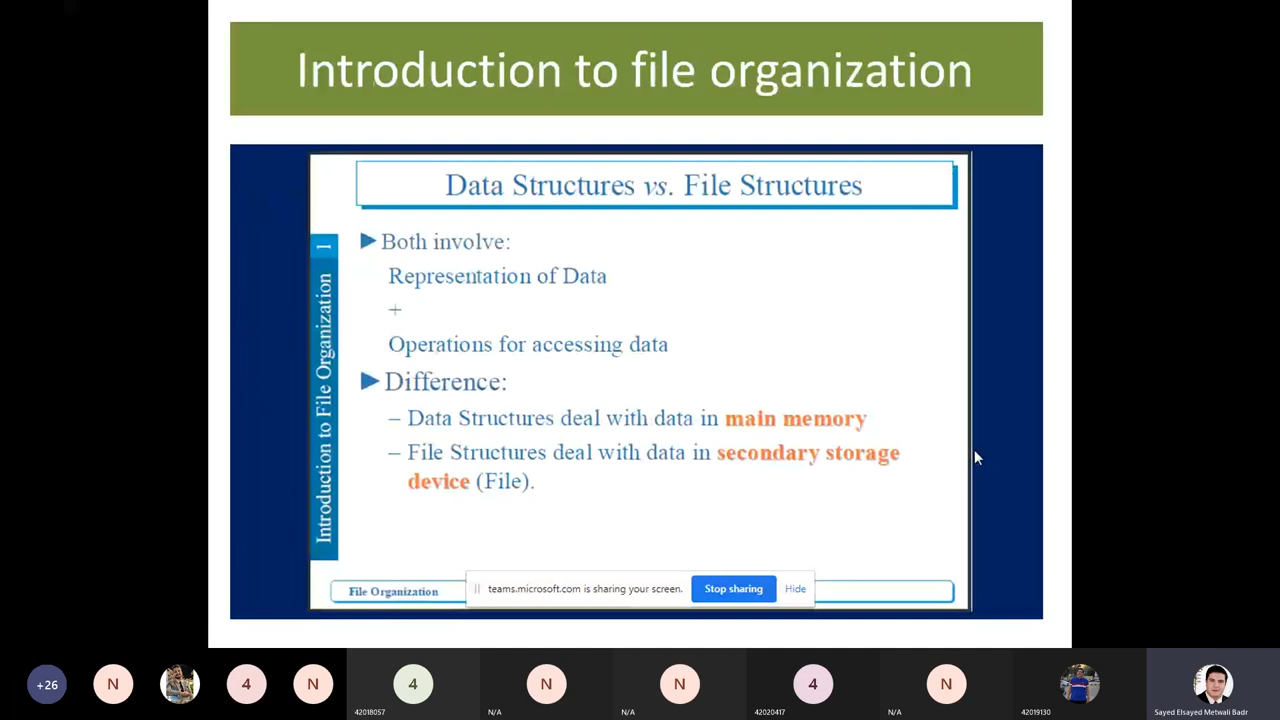 Introduction to file organization
Data Structures vs. File Structures
1
Introduction to File Organization
Both involve:
Representation of Data
+
Operations for accessing data
Difference:
– Data Structures deal with data in main memory
– File Structures deal with data in secondary storage
device (File).
File Organization
teams.microsoft.com is sharing your screen.
Stop sharing
Hide
+26
N
4
N
4
N
N
4
N
42018057
N/A
N/A
42020417
N/A
42019130
Sayed Elsayed Metwali Badr